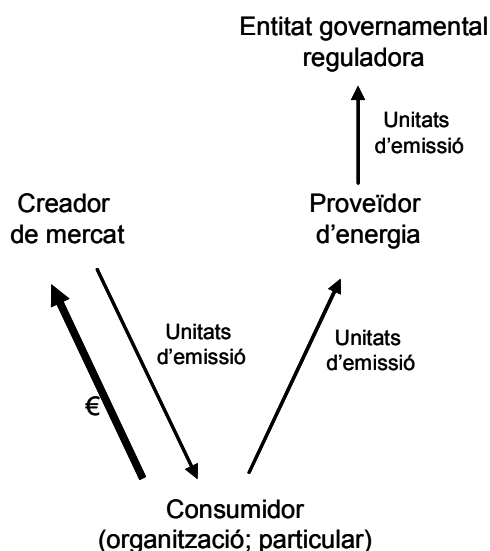 Entitat governamental
reguladora
Unitats
d’emissió
Creador
de mercat
Proveïdor
d’energia
Unitats
d’emissió
Unitats
d’emissió
€
Consumidor
(organització; particular)